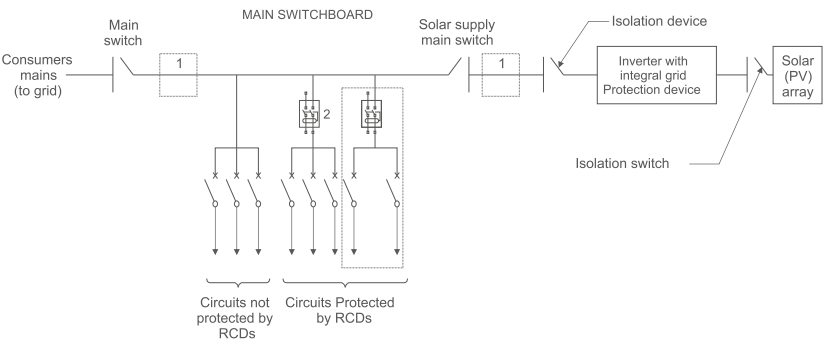 MAIN SWITCHBOARD
Main
switch
Solar supply
main switch
Isolation device
Consumers
mains
(to grid)
1
1
Inverter with
integral grid
Protection device
Solar
(PV)
array
2
Isolation switch
Circuits not
protected by
RCDs
Circuits Protected
by RCDs